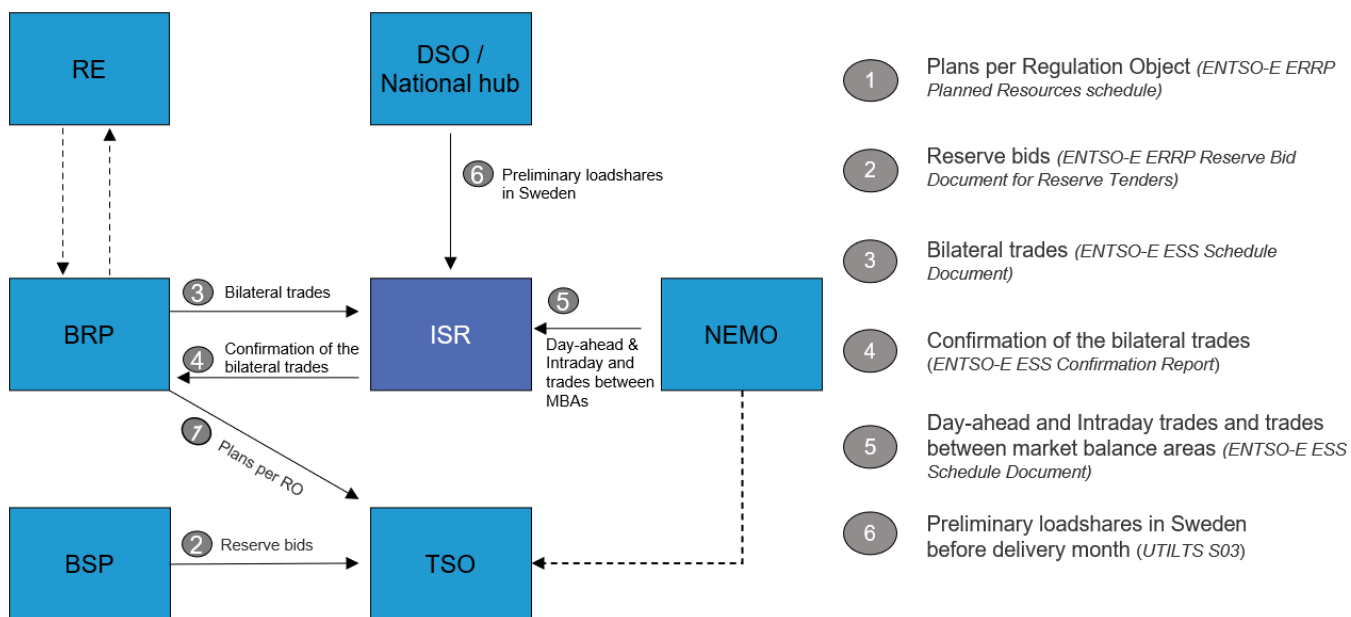 RE
DSO /
National hub
6
Preliminary loadshares
in Sweden
BRP
3
Bilateral trades
4
Confirmation of the
bilateral trades
ISR
5
Day-ahead &
Intraday and
trades between
MBAs
NEMO
1
Plans per RO
BSP
2
Reserve bids
TSO
1
Plans per Regulation Object (ENTSO-E ERRP
Planned Resources schedule)
2
Reserve bids (ENTSO-E ERRP Reserve Bid
Document for Reserve Tenders)
3
Bilateral trades (ENTSO-E ESS Schedule
Document)
4
Confirmation of the bilateral trades
(ENTSO-E ESS Confirmation Report)
5
Day-ahead and Intraday trades and trades
between market balance areas (ENTSO-E ESS
Schedule Document)
6
Preliminary loadshares in Sweden
before delivery month (UTILTS S03)